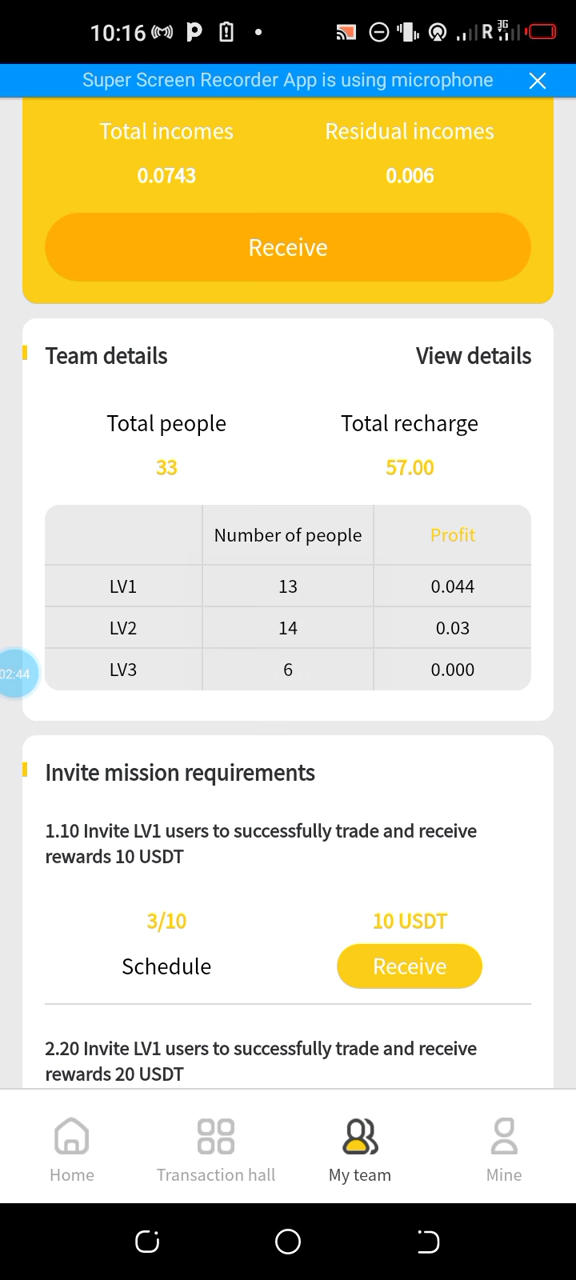 10:16
R 3G
Super Screen Recorder App is using microphone
Total incomes Residual incomes
0.0743 0.006
Receive
Team details View details
Total people Total recharge
33 57.00
Number of people Profit
LV1 13 0.044
LV2 14 0.03
02:44
LV3 6 0.000
Invite mission requirements
1.10 Invite LV1 users to successfully trade and receive
rewards 10 USDT
3/10 10 USDT
Schedule Receive
2.20 Invite LV1 users to successfully trade and receive
rewards 20 USDT
Home Transaction hall My team Mine